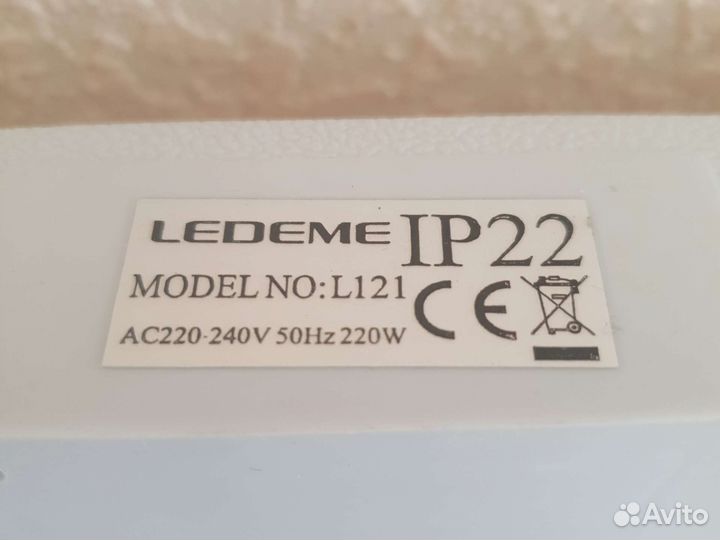 LEDEME IP22
MODEL NO:L121
AC220-240V 50Hz 220W
CE
Avito